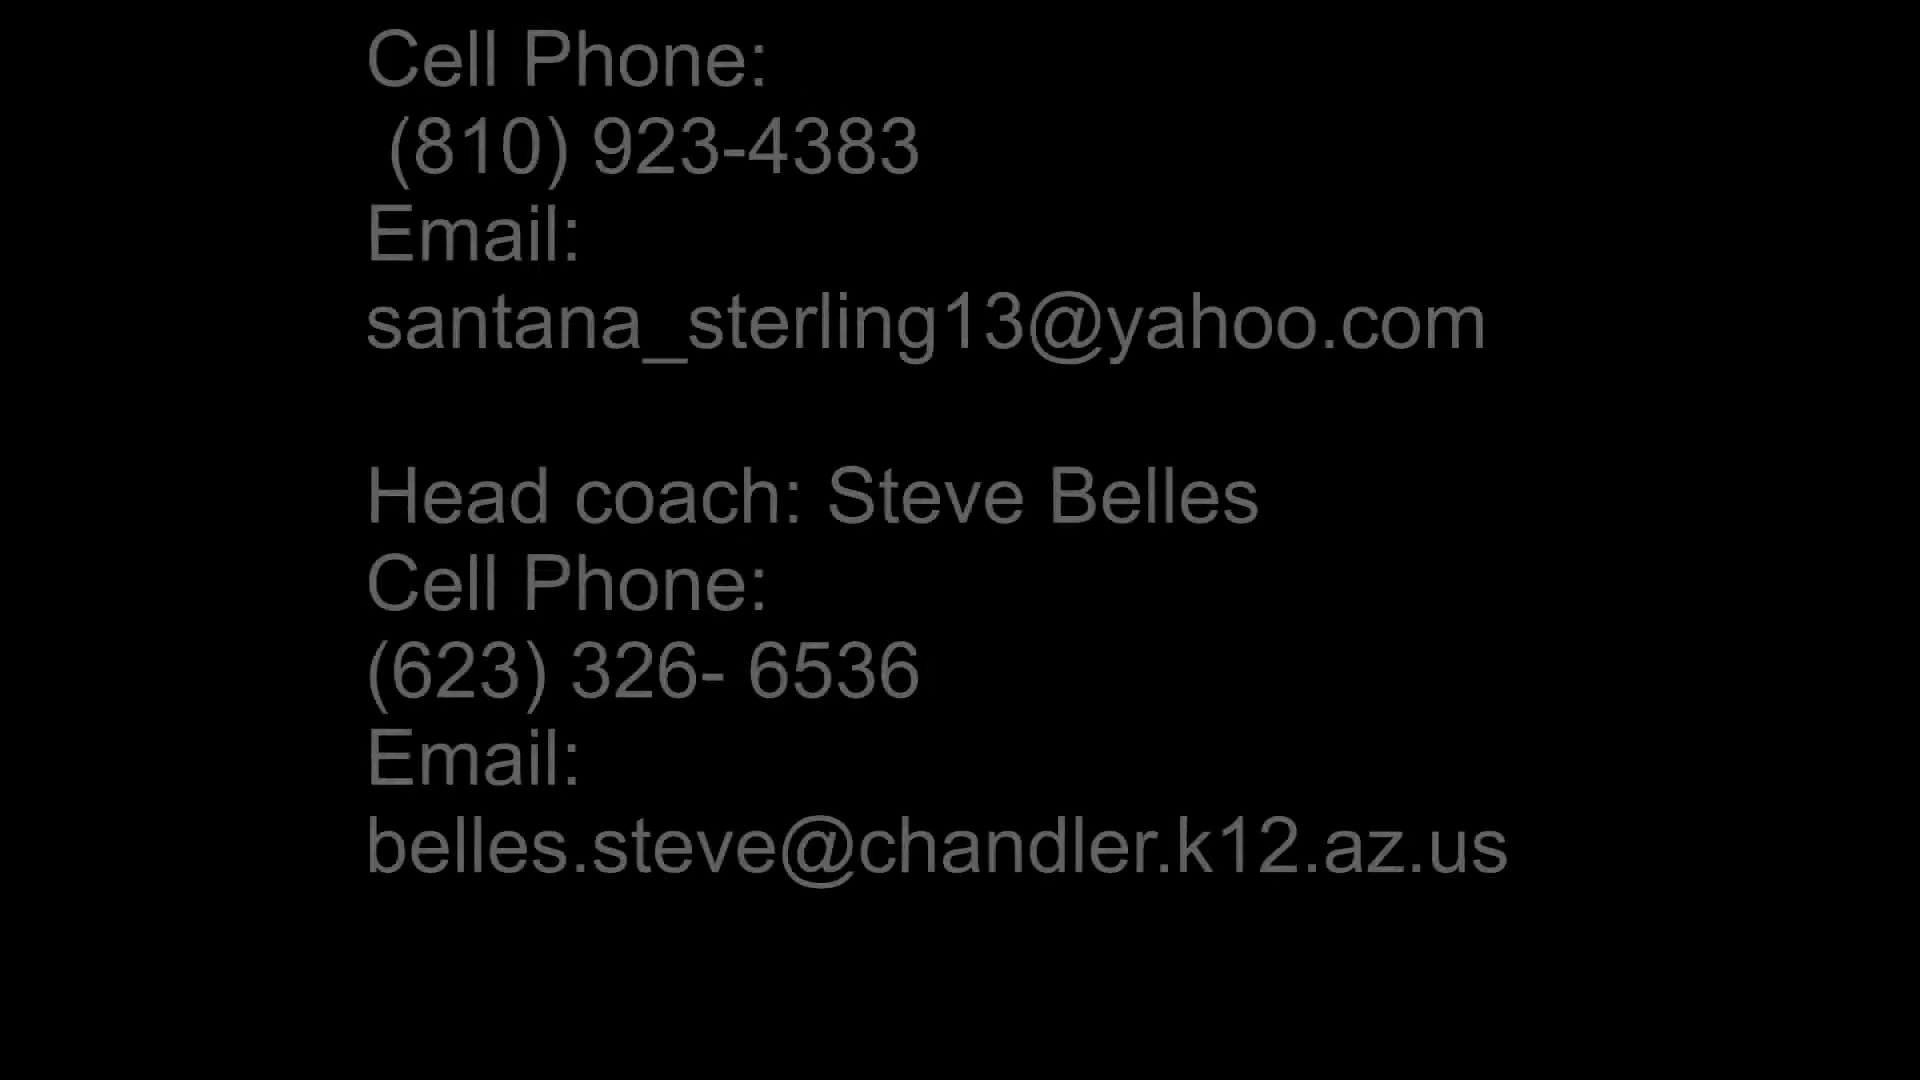 Cell Phone:
(810) 923-4383
Email:
santana_sterling13@yahoo.com
Head coach: Steve Belles
Cell Phone:
(623) 326- 6536
Email:
belles.steve@chandler.k12.az.us